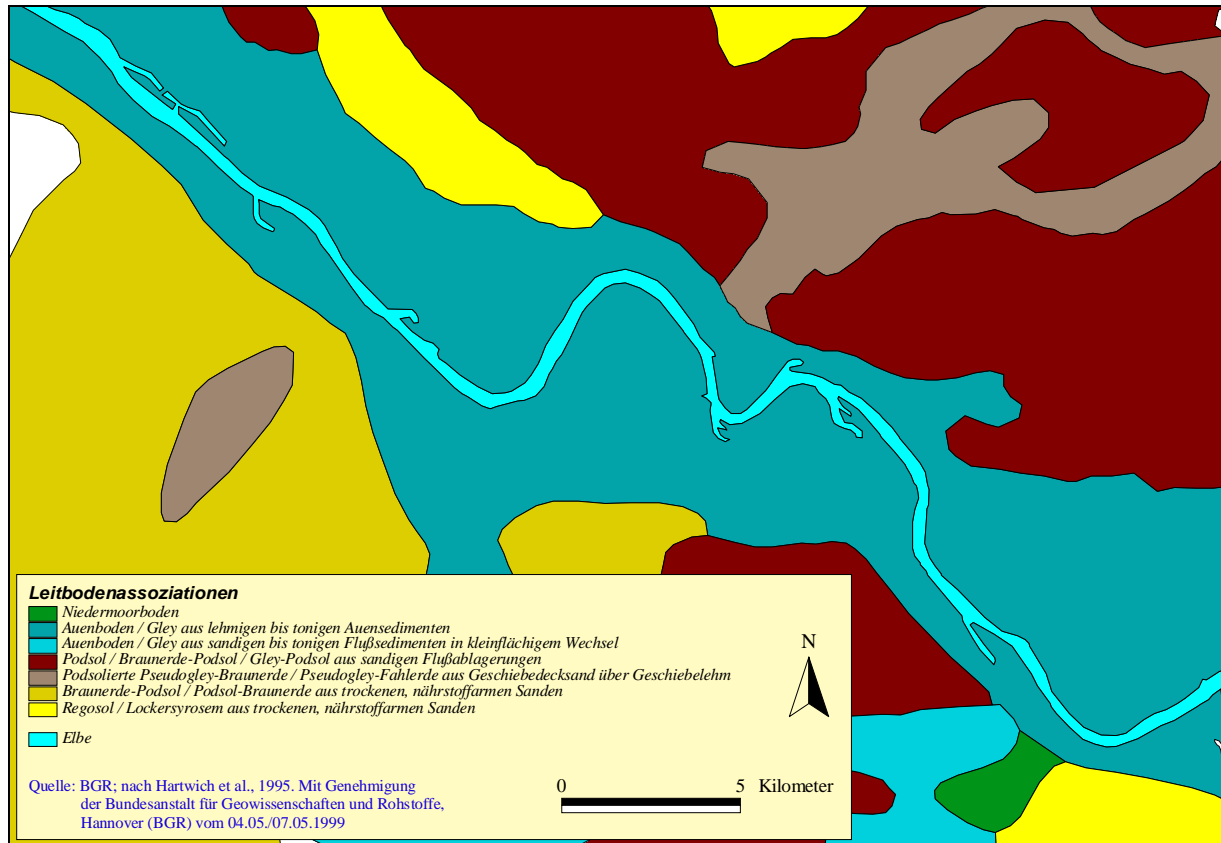 Leitbodenassoziationen
Niedermoorboden
Auenboden / Gley aus lehmigen bis tonigen Auensedimenten
Auenboden / Gley aus sandigen bis tonigen Flußsedimenten in kleinflächigem Wechsel
Podsol / Braunerde-Podsol / Gley-Podsol aus sandigen Flußablagerungen
Podsolierte Pseudogley-Braunerde / Pseudogley-Fahlerde aus Geschiebedecksand über Geschiebelehm
Braunerde-Podsol / Podsol-Braunerde aus trockenen, nährstoffarmen Sanden
Regosol / Lockersyrosem aus trockenen, nährstoffarmen Sanden
Elbe
N
Quelle: BGR; nach Hartwich et al., 1995. Mit Genehmigung
der Bundesanstalt für Geowissenschaften und Rohstoffe,
Hannover (BGR) vom 04.05./07.05.1999
0 5 Kilometer